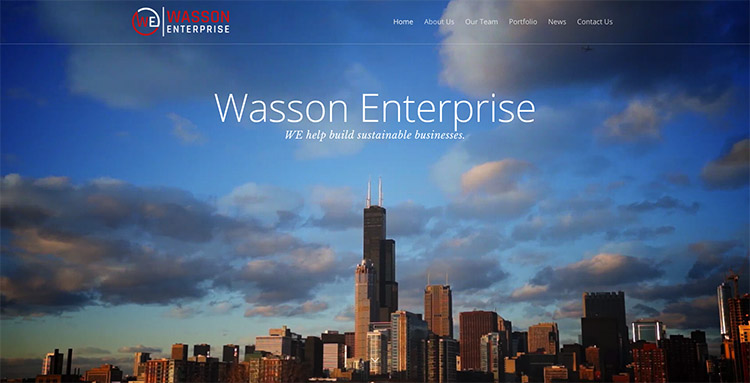 WE WASSON
ENTERPRISE
Home About Us Our Team Portfolio News Contact Us
Wasson Enterprise
WE help build sustainable businesses.